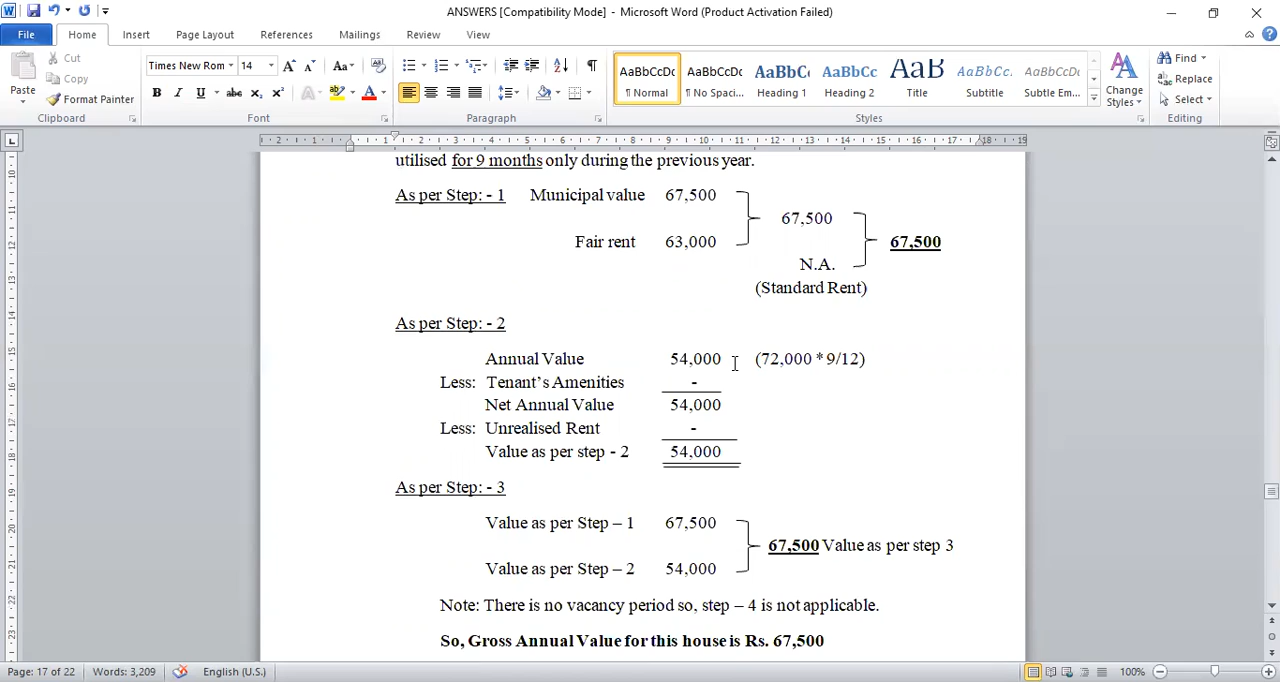 ANSWERS [Compatibility Mode] - Microsoft Word (Product Activation Failed)
File Home Insert Page Layout References Mailings Review View
Paste
Cut
Copy
Format Painter
Clipboard
Times New Rom 14
Font
Paragraph
AaBbCcDc AaBbCcDc AaBbC AaBbCc AaB AaBbCc. AaBbCcDc
¶ Normal ¶ No Spaci... Heading 1 Heading 2 Title Subtitle Subtle Em...
Change Styles
Styles
Find
Replace
Select
Editing
utilised for 9 months only during the previous year.
As per Step: - 1 Municipal value 67,500
67,500
Fair rent 63,000 67,500
N.A.
(Standard Rent)
As per Step: - 2
Annual Value 54,000 (72,000 * 9/12)
Less: Tenant's Amenities -
Net Annual Value 54,000
Less: Unrealised Rent -
Value as per step - 2 54,000
As per Step: - 3
Value as per Step – 1 67,500
67,500 Value as per step 3
Value as per Step – 2 54,000
Note: There is no vacancy period so, step – 4 is not applicable.
So, Gross Annual Value for this house is Rs. 67,500
Page: 17 of 22 Words: 3,209 English (U.S.) 100%